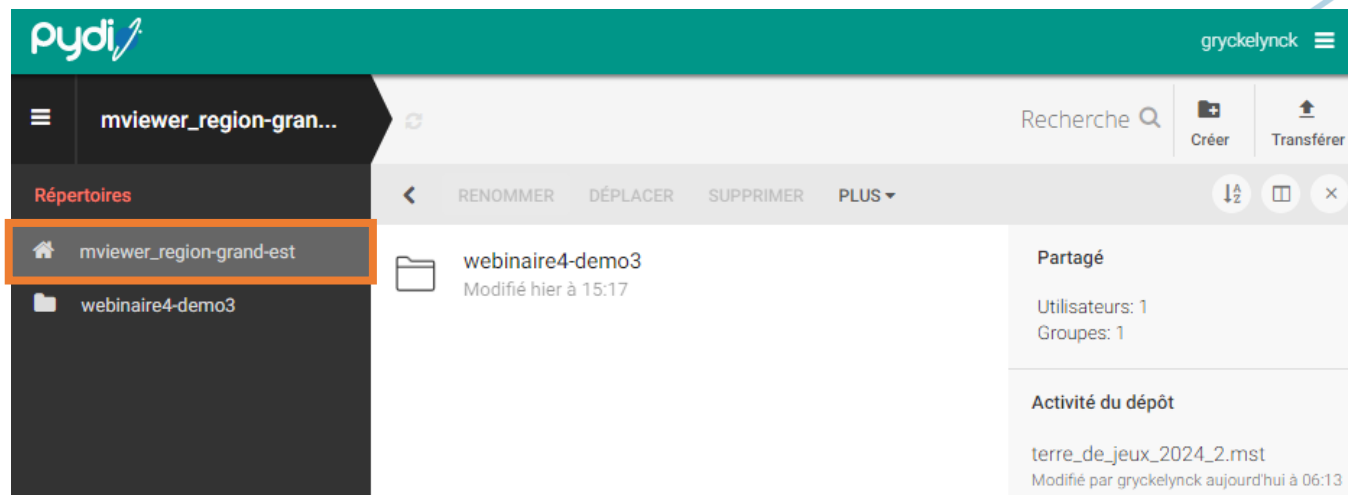 pydi
gryckelynck
mviewer_region-gran...
Recherche
Créer
Transférer
Répertoires
RENOMMER DÉPLACER SUPPRIMER PLUS
mviewer_region-grand-est
webinaire4-demo3
webinaire4-demo3
Modifié hier à 15:17
Partagé
Utilisateurs: 1
Groupes: 1
Activité du dépôt
terre_de_jeux_2024_2.mst
Modifié par gryckelynck aujourd'hui à 06:13